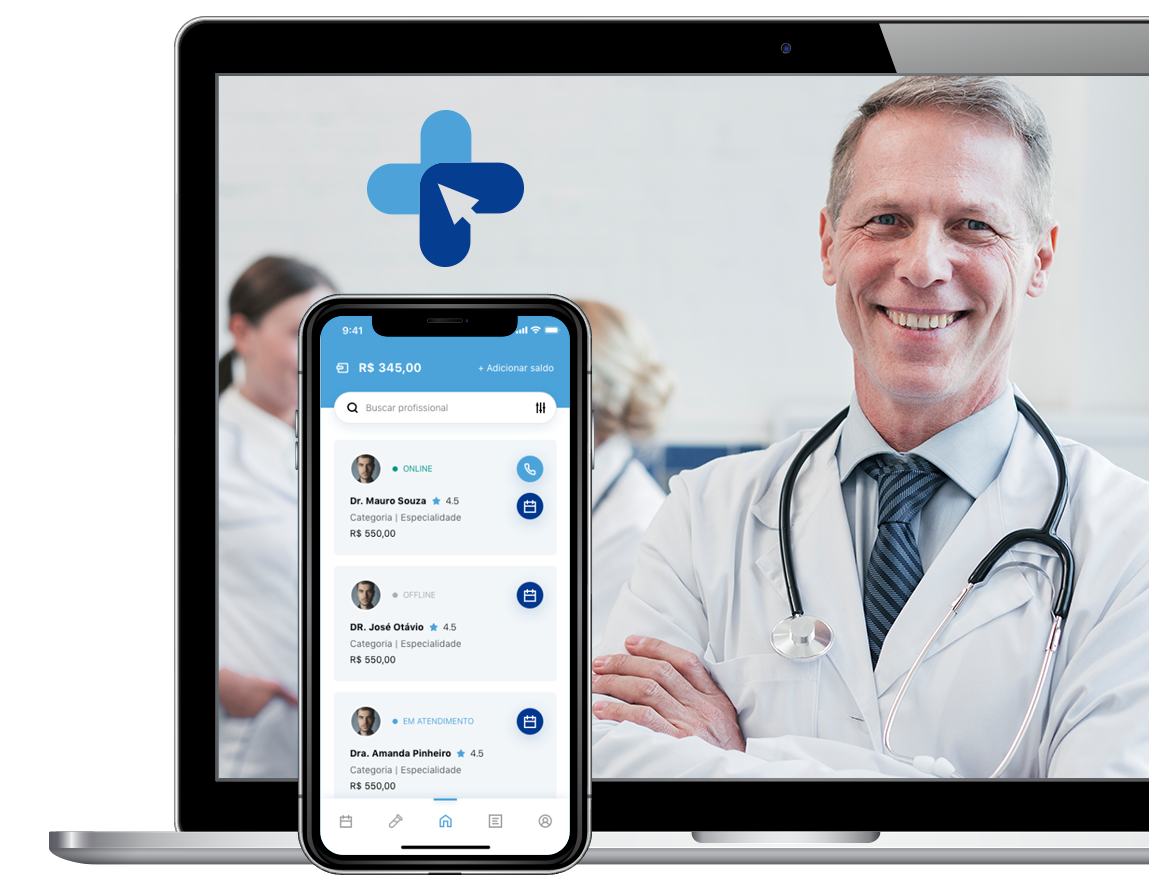 9:41
R$ 345,00
+ Adicionar saldo
Buscar profissional
ONLINE
Dr. Mauro Souza 4.5
Categoria | Especialidade
R$ 550,00
OFFLINE
DR. José Otávio 4.5
Categoria | Especialidade
R$ 550,00
EM ATENDIMENTO
Dra. Amanda Pinheiro 4.5
Categoria | Especialidade
R$ 550,00